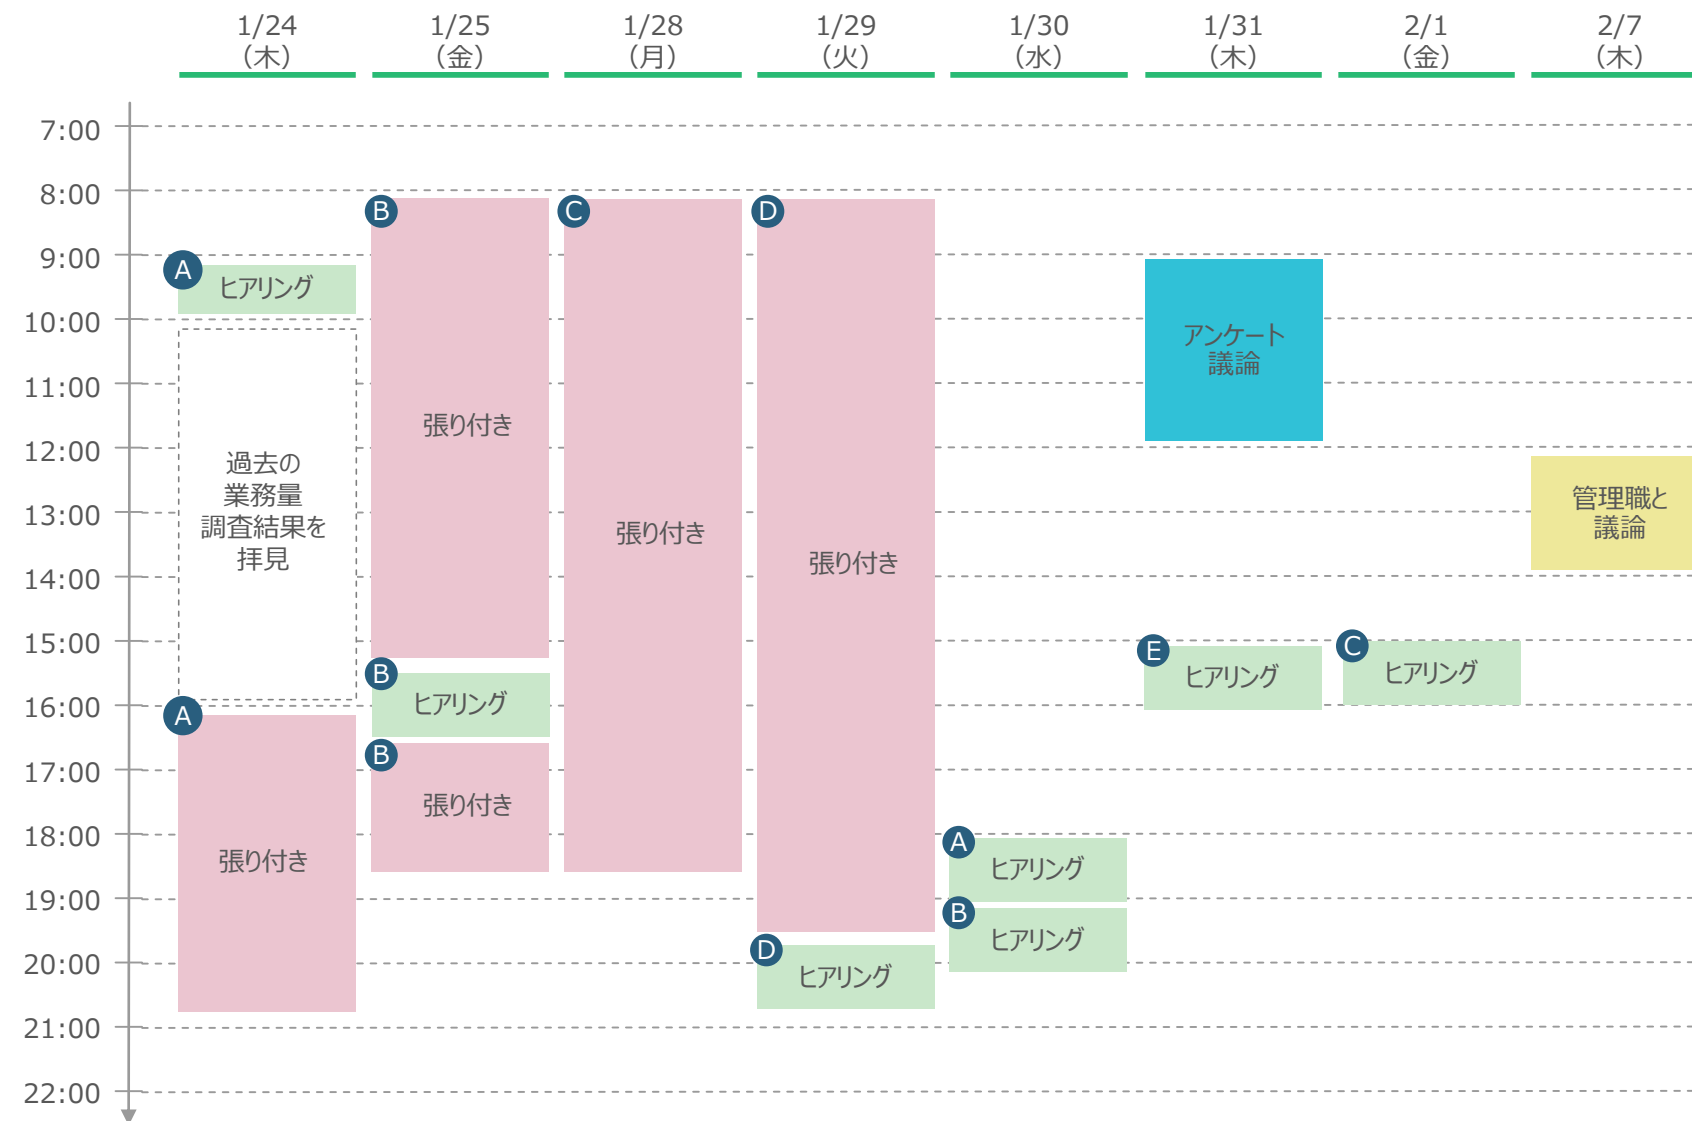 1/24
（木）
1/25
（金）
1/28
（月）
1/29
（火）
1/30
（水）
1/31
（木）
2/1
（金）
2/7
（木）
7:00
8:00
9:00
10:00
11:00
12:00
13:00
14:00
15:00
16:00
17:00
18:00
19:00
20:00
21:00
22:00
A
ヒアリング
過去の
業務量
調査結果を
拝見
A
張り付き
B
張り付き
B
ヒアリング
B
張り付き
C
張り付き
D
張り付き
D
ヒアリング
A
ヒアリング
B
ヒアリング
アンケート
議論
E
ヒアリング
C
ヒアリング
管理職と
議論